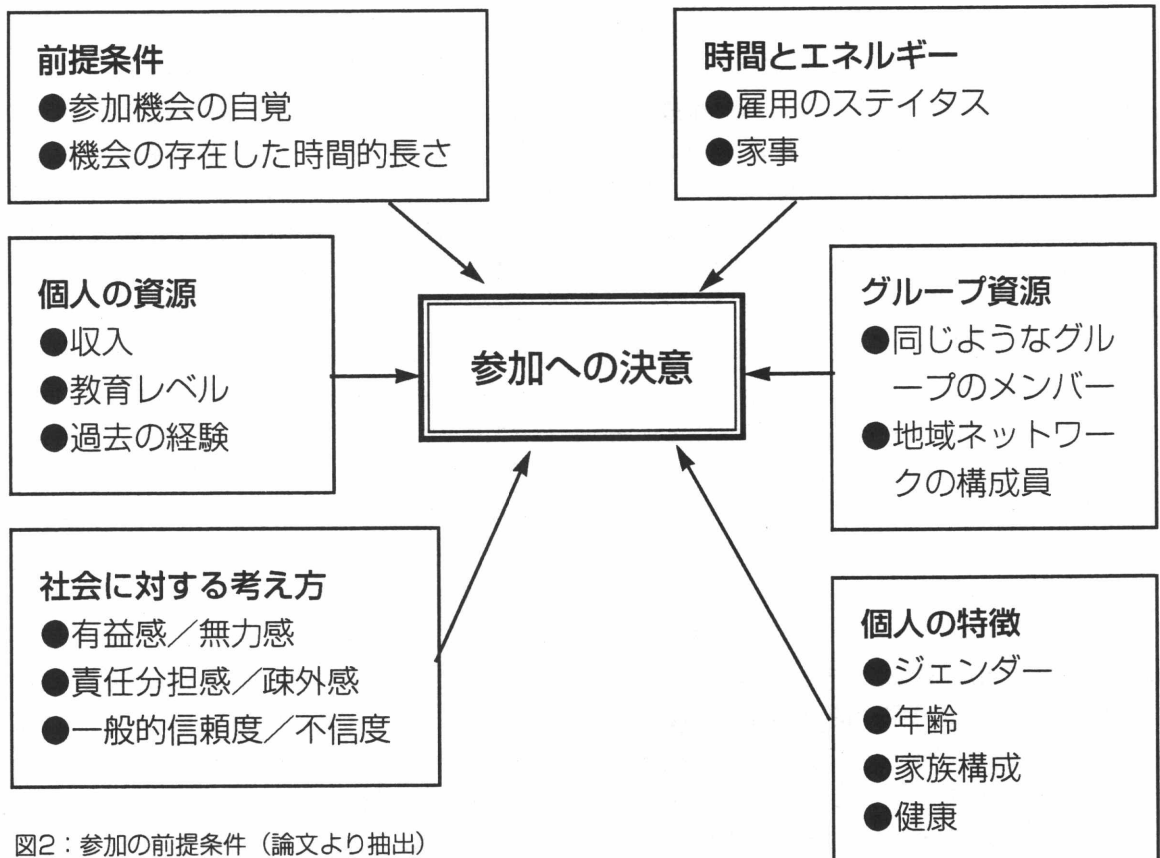 前提条件
●参加機会の自覚
●機会の存在した時間的長さ
時間とエネルギー
●雇用のステイタス
●家事
個人の資源
●収入
●教育レベル
●過去の経験
参加への決意
グループ資源
●同じようなグル
ープのメンバー
●地域ネットワー
クの構成員
社会に対する考え方
●有益感／無力感
●責任分担感／疎外感
●一般的信頼度／不信度
個人の特徴
●ジェンダー
●年齢
●家族構成
●健康
図2：参加の前提条件（論文より抽出）